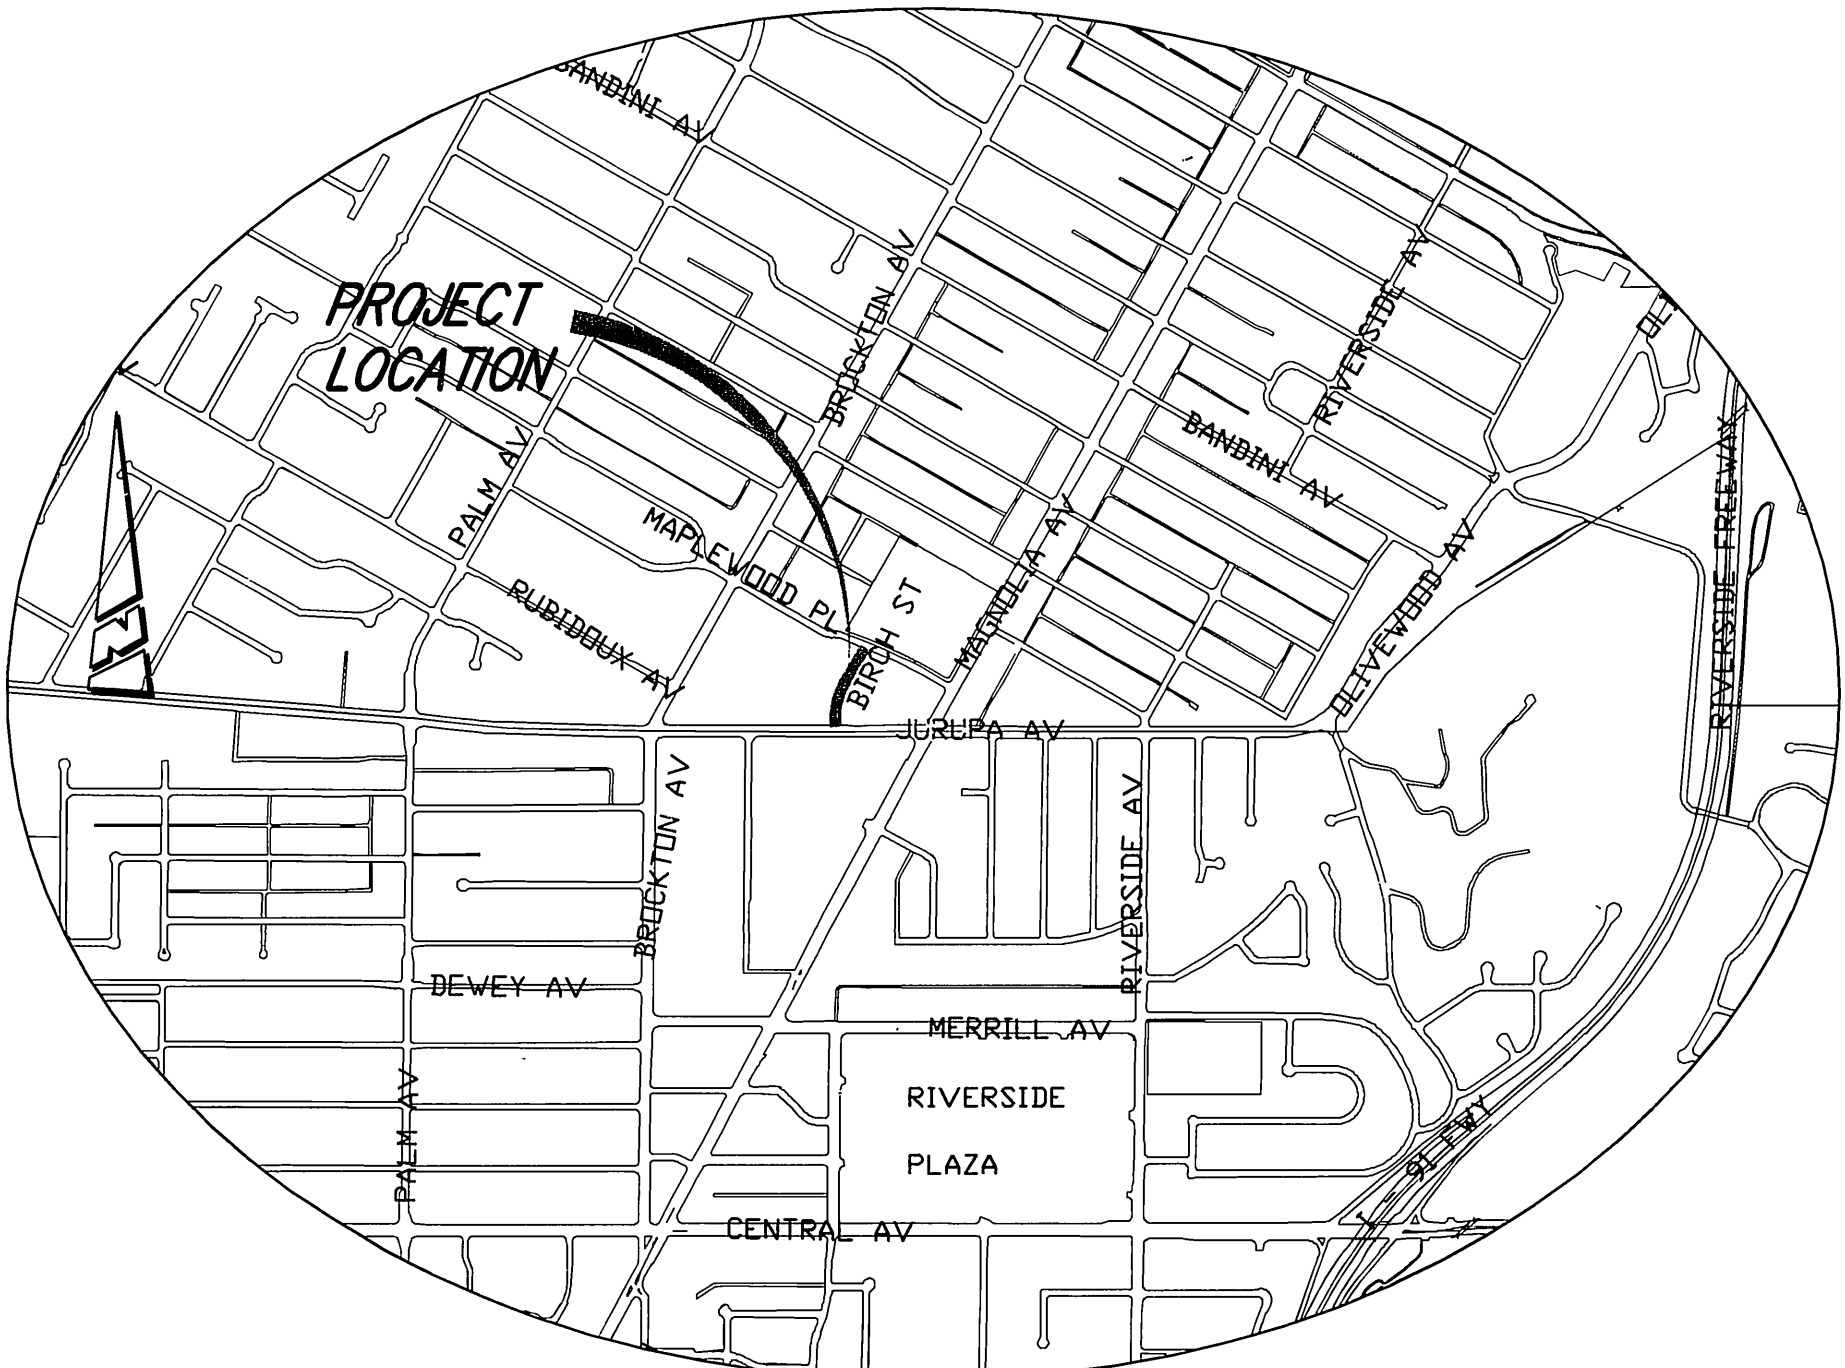 BANDINI AV
PROJECT
LOCATION
BROCKTON AV
RIVERSIDE AV
BANDINI AV
PALM AV
MAPLEWOOD PL.
RUBIDOUX AV
BIRCH ST
MAGNOLIA AV
OLIVEWOOD AV
RIVERSIDE FREEWAY
N
JURUPA AV
BROCKTON AV
RIVERSIDE AV
DEWEY AV
MERRILL AV
PALM AV
RIVERSIDE
PLAZA
CENTRAL AV
I - 91 FWY